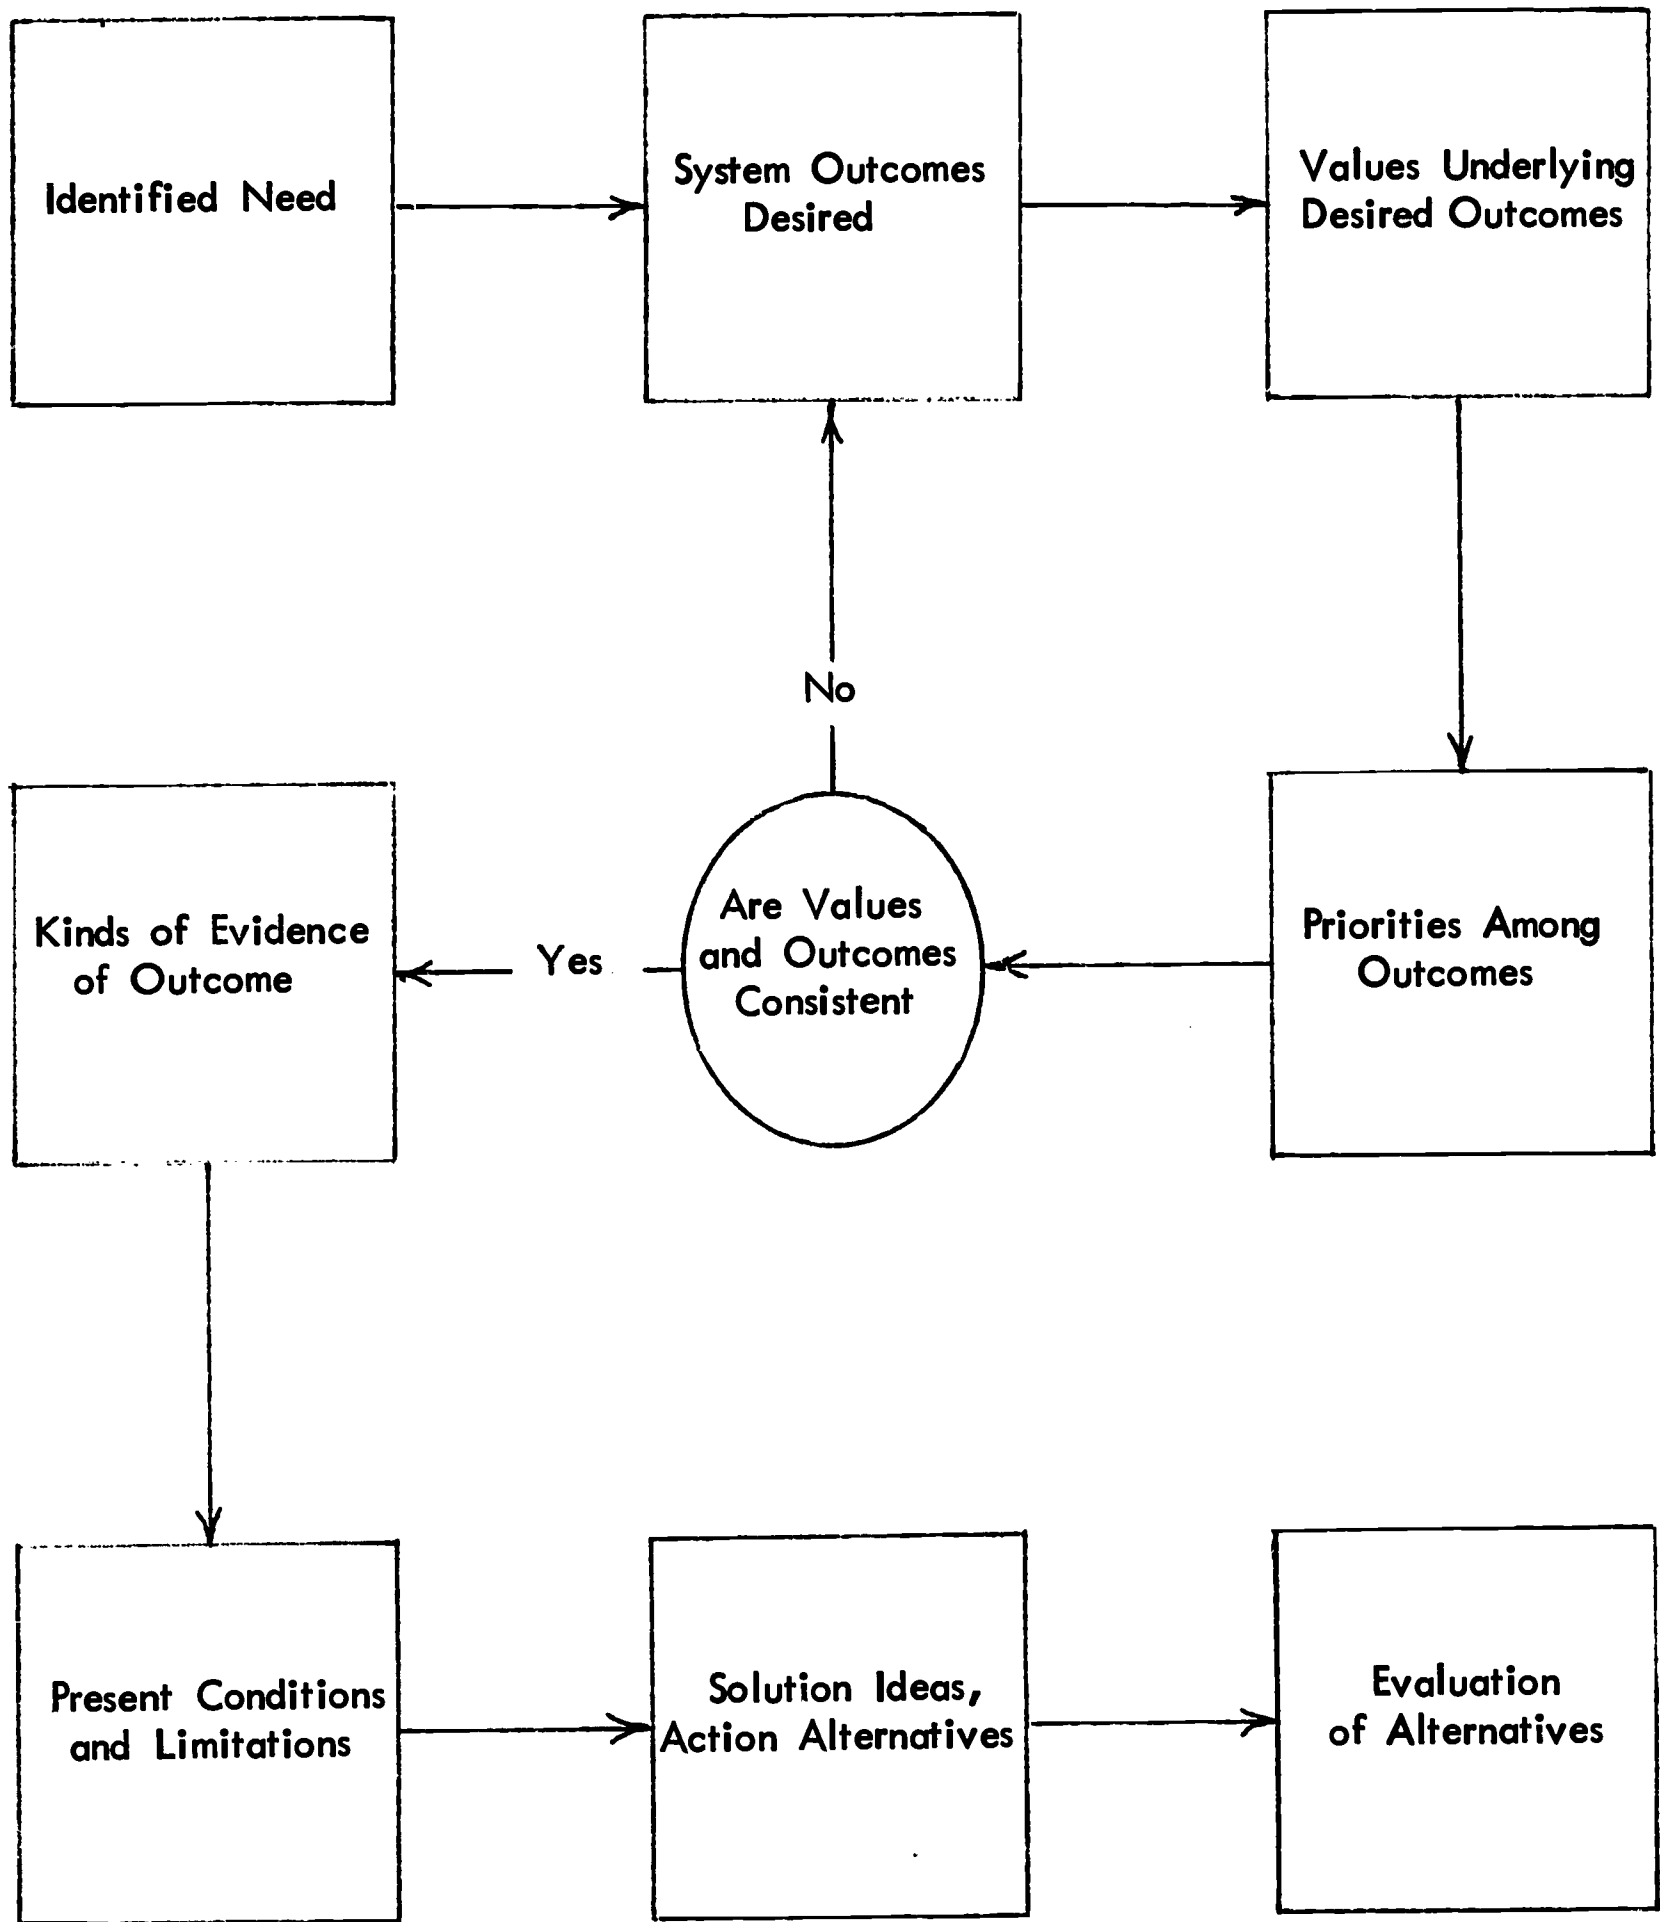 Identified Need
System Outcomes
Desired
Values Underlying
Desired Outcomes
No
Kinds of Evidence
of Outcome
Yes
Are Values
and Outcomes
Consistent
Priorities Among
Outcomes
Present Conditions
and Limitations
Solution Ideas,
Action Alternatives
Evaluation
of Alternatives